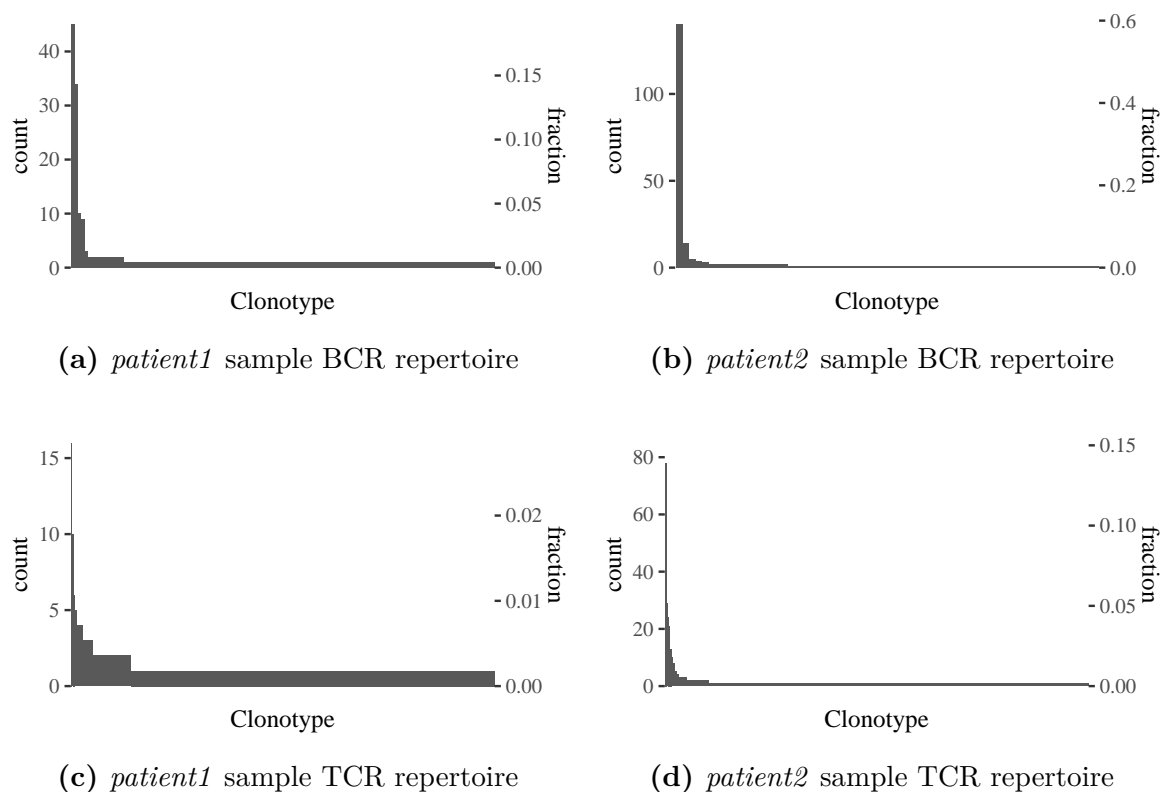 40
30
20
10
0
count
0.15
0.10
0.05
0.00
fraction
Clonotype
(a) patient1 sample BCR repertoire
100
50
0
count
0.6
0.4
0.2
0.0
fraction
Clonotype
(b) patient2 sample BCR repertoire
15
10
5
0
count
0.02
0.01
0.00
fraction
Clonotype
(c) patient1 sample TCR repertoire
80
60
40
20
0
count
0.15
0.10
0.05
0.00
fraction
Clonotype
(d) patient2 sample TCR repertoire